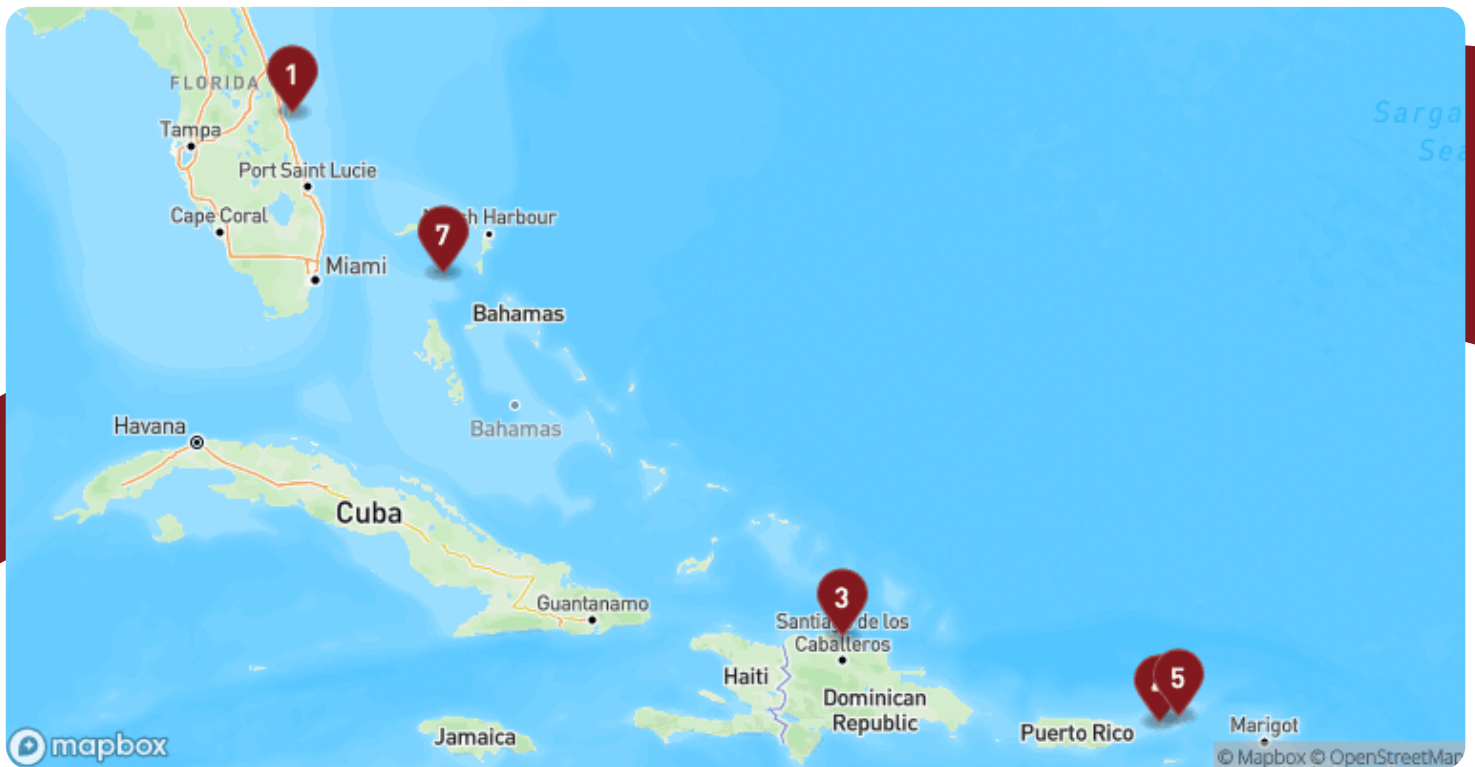 1
FLORIDA
Sarga
Tampa
Sea
Port Saint Lucie
Cape Coral
Harbour
7
Miami
Bahamas
Havana
Bahamas
Cuba
3
Guantanamo
Santiago de los
Caballeros
Haiti
5
Dominican
Republic
Puerto Rico
Marigot
Jamaica
mapbox
© Mapbox © OpenStreetMap